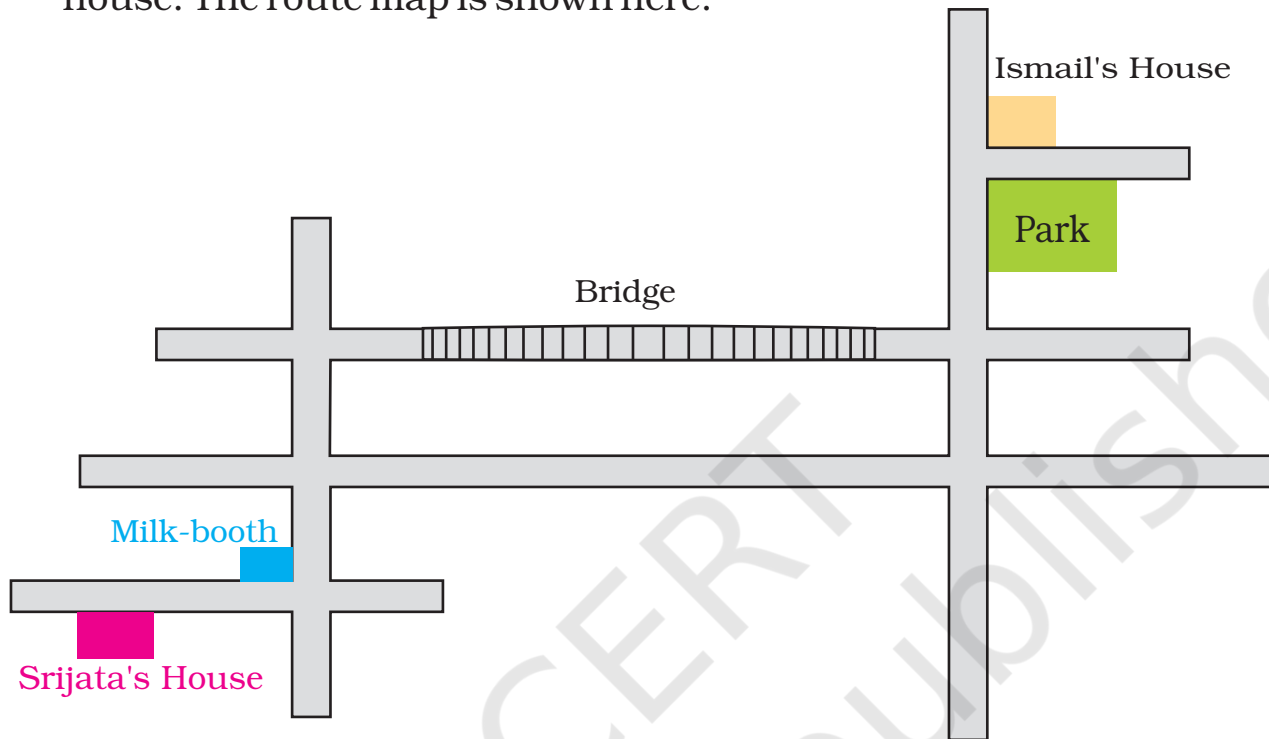 house. The route map is shown here.
Ismail's House
Park
Bridge
Milk-booth
Srijata's House